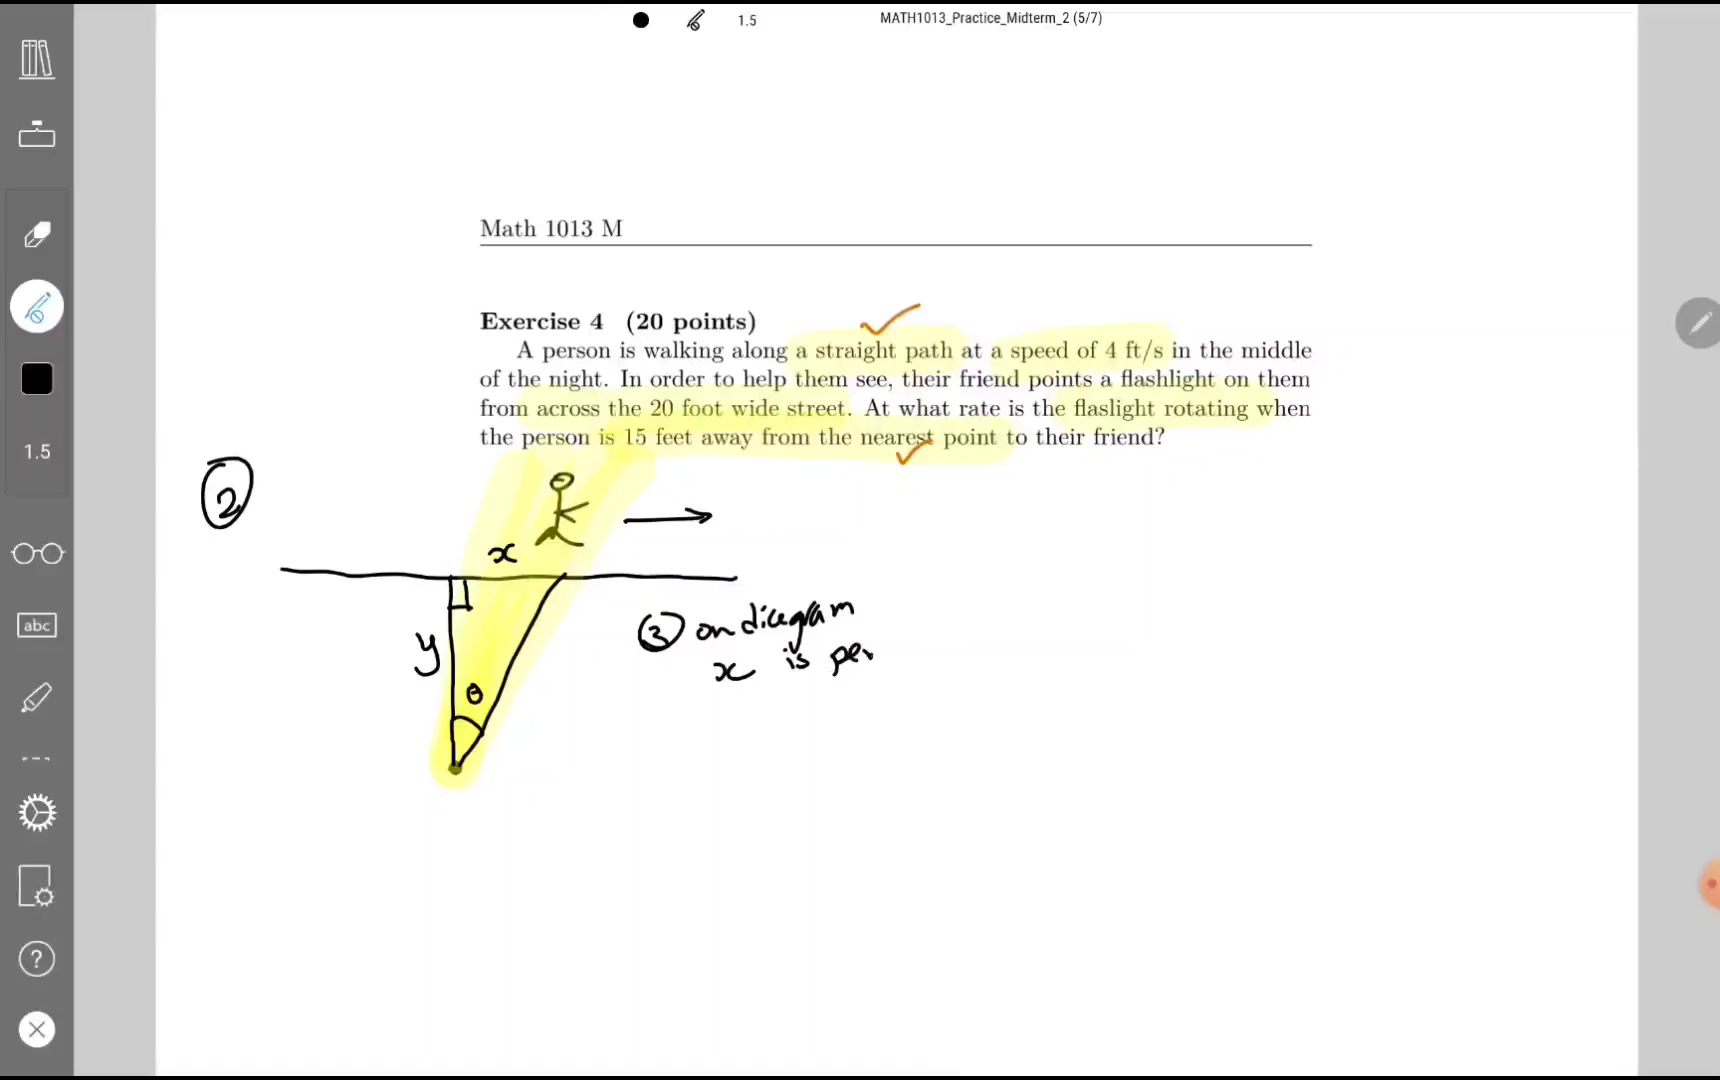 1.5
MATH1013_Practice_Midterm_2 (5/7)
Math 1013 M
Exercise 4 (20 points)
A person is walking along a straight path at a speed of 4 ft/s in the middle
of the night. In order to help them see, their friend points a flashlight on them
from across the 20 foot wide street. At what rate is the flaslight rotating when
the person is 15 feet away from the nearest point to their friend?
1.5
2
x
abc
y
θ
3 on diagram
x is per
?